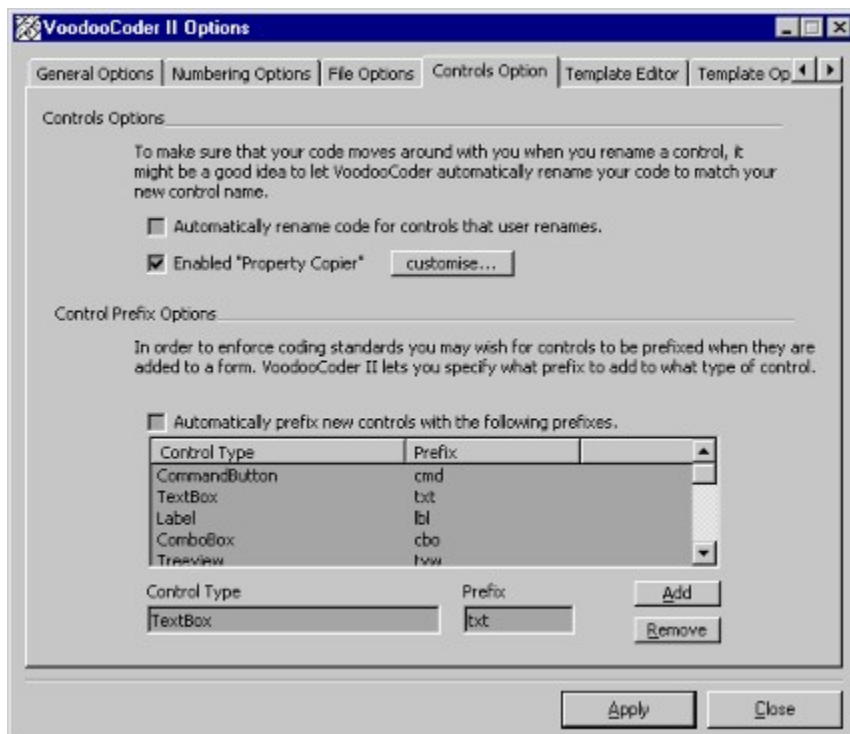 VoodooCoder II Options
General Options Numbering Options File Options Controls Option Template Editor Template Op
Controls Options
To make sure that your code moves around with you when you rename a control, it
might be a good idea to let VoodooCoder automatically rename your code to match your
new control name.
Automatically rename code for controls that user renames.
Enabled "Property Copier" customise...
Control Prefix Options
In order to enforce coding standards you may wish for controls to be prefixed when they are
added to a form. VoodooCoder II lets you specify what prefix to add to what type of control.
Automatically prefix new controls with the following prefixes.
Control Type Prefix
CommandButton cmd
TextBox txt
Label lbl
ComboBox cbo
Treeview tvw
Control Type Prefix Add
TextBox txt
Remove
Apply Close